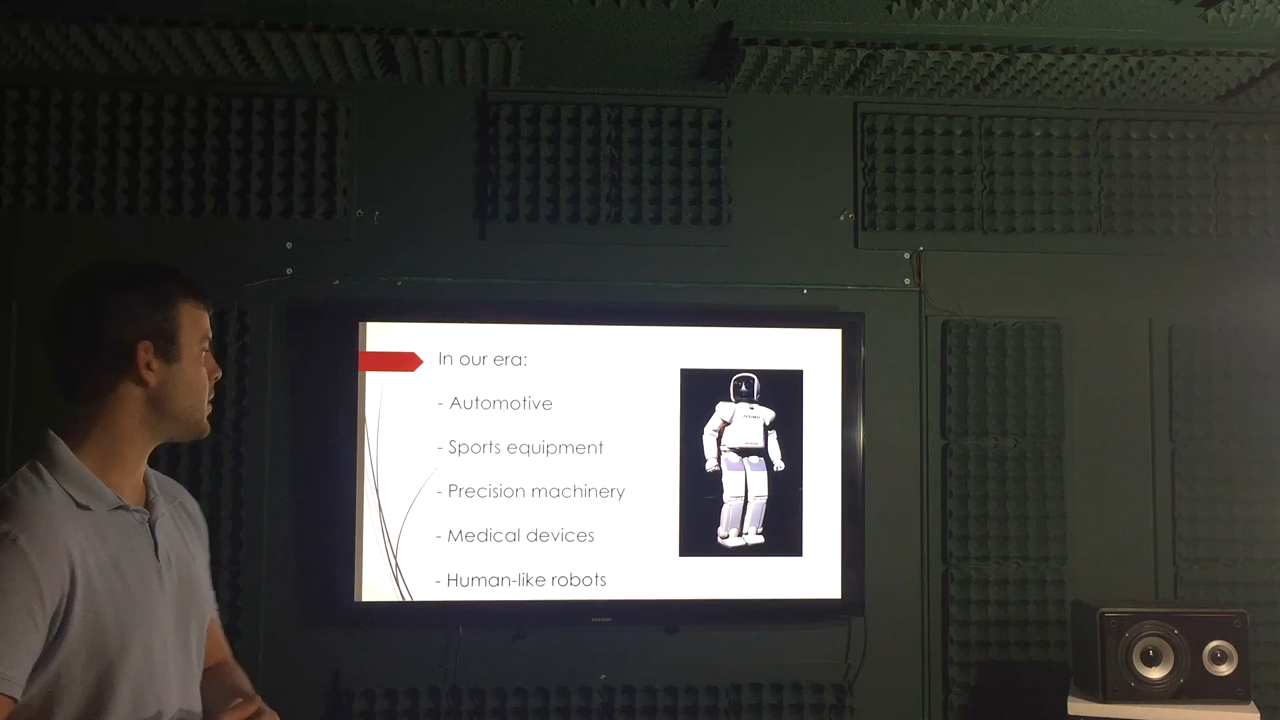 In our era:
- Automotive
- Sports equipment
- Precision machinery
- Medical devices
- Human-like robots